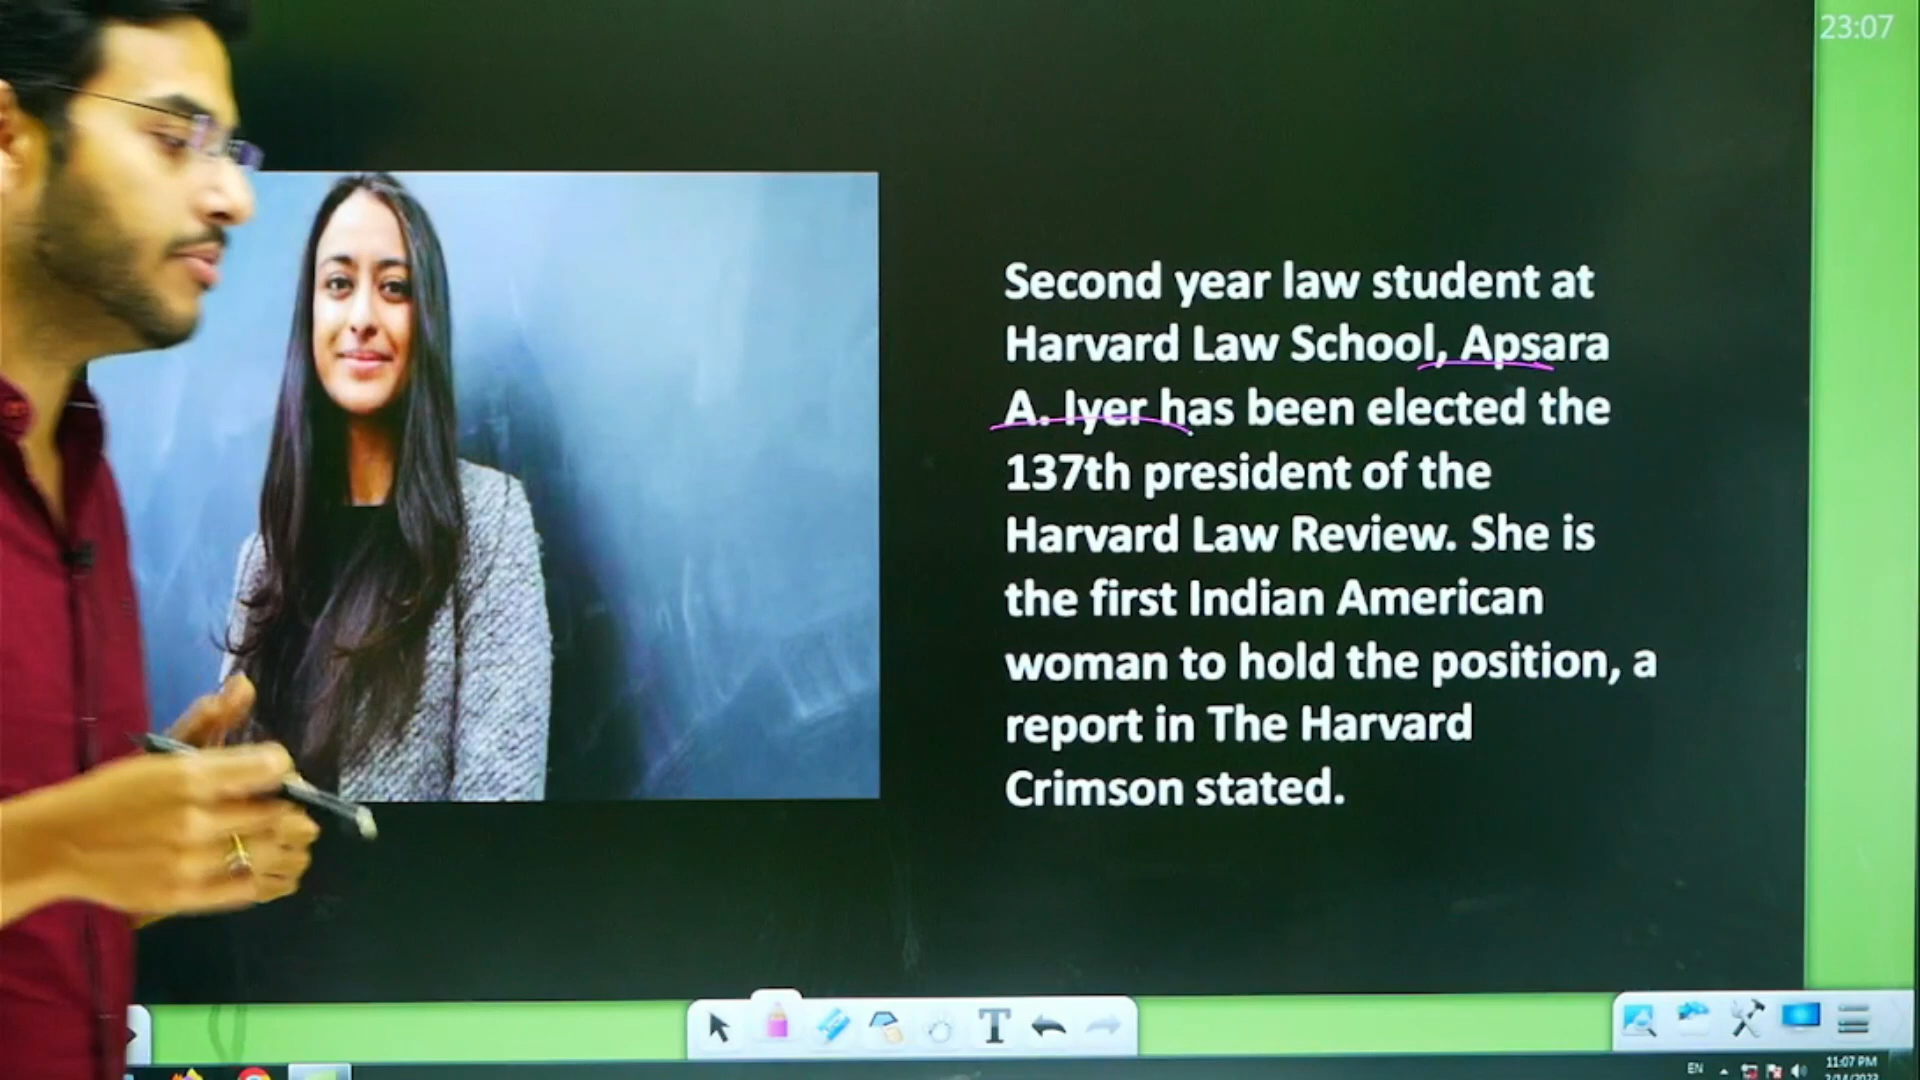 23:07
Second year law student at
Harvard Law School, Apsara
A. Iyer has been elected the
137th president of the
Harvard Law Review. She is
the first Indian American
woman to hold the position, a
report in The Harvard
Crimson stated.
T
EN
11:07 PM